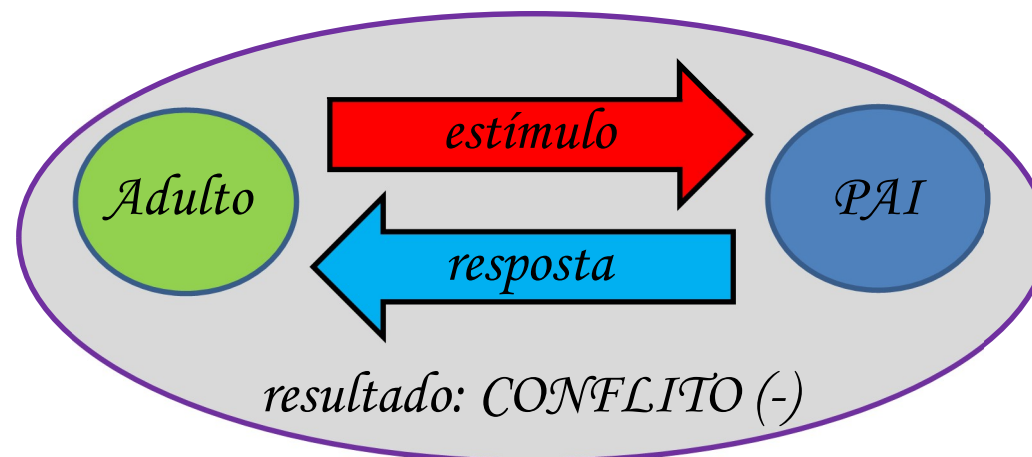 estímulo
Adulto
PAI
resposta
resultado: CONFLITO (-)